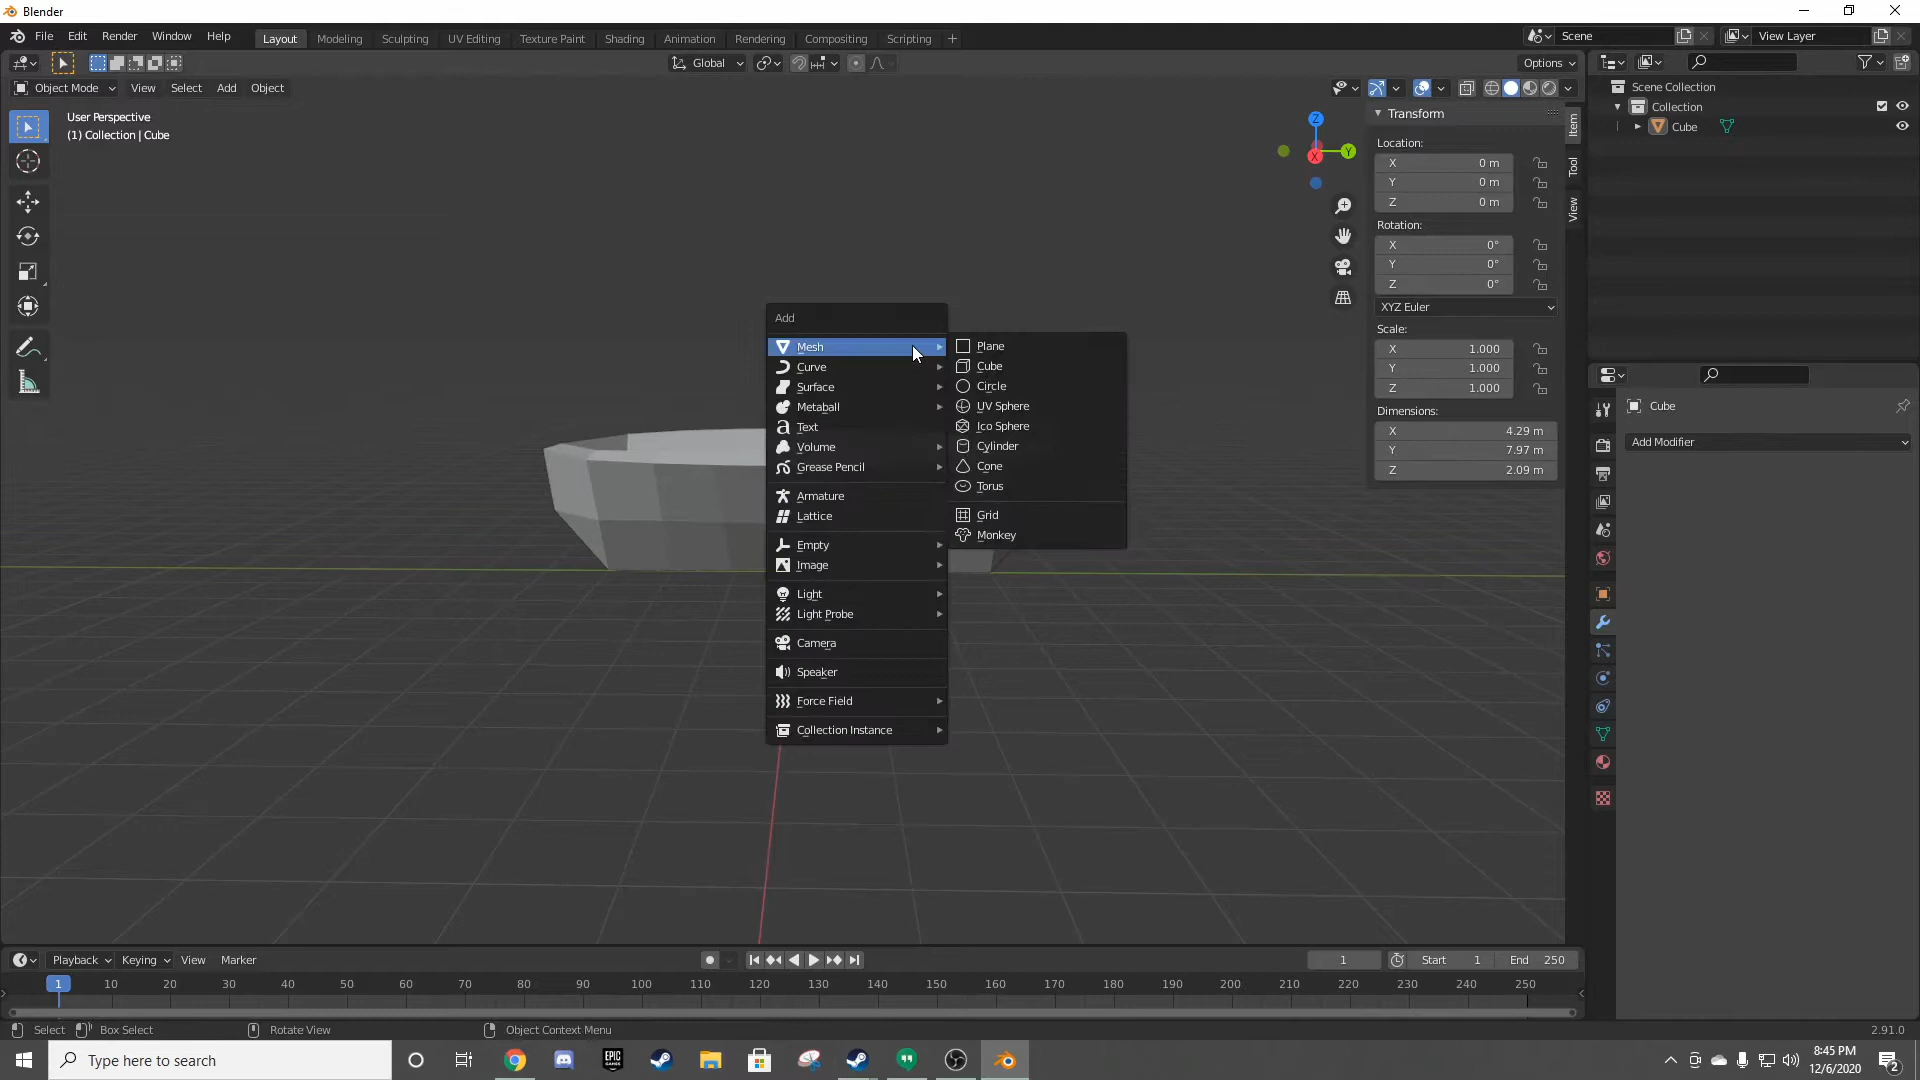 Blender
File Edit Render Window Help
Layout Modeling Sculpting UV Editing Texture Paint Shading Animation Rendering Compositing Scripting +
Scene View Layer
Global Options
Object Mode View Select Add Object
User Perspective
(1) Collection | Cube
Z
Y
X
Transform
Location:
X 0 m
Y 0 m
Z 0 m
Rotation:
X 0°
Y 0°
Z 0°
XYZ Euler
Scale:
X 1.000
Y 1.000
Z 1.000
Dimensions:
X 4.29 m
Y 7.97 m
Z 2.09 m
Item
Tool
View
Scene Collection
Collection
Cube
Cube
Add Modifier
Add
Mesh
Curve
Surface
Metaball
Text
Volume
Grease Pencil
Armature
Lattice
Empty
Image
Light
Light Probe
Camera
Speaker
Force Field
Collection Instance
Plane
Cube
Circle
UV Sphere
Ico Sphere
Cylinder
Cone
Torus
Grid
Monkey
Playback Keying View Marker
1 Start 1 End 250
1 10 20 30 40 50 60 70 80 90 100 110 120 130 140 150 160 170 180 190 200 210 220 230 240 250
Select Box Select Rotate View Object Context Menu 2.91.0
Type here to search
EPIC GAMES
8:45 PM
12/6/2020
2